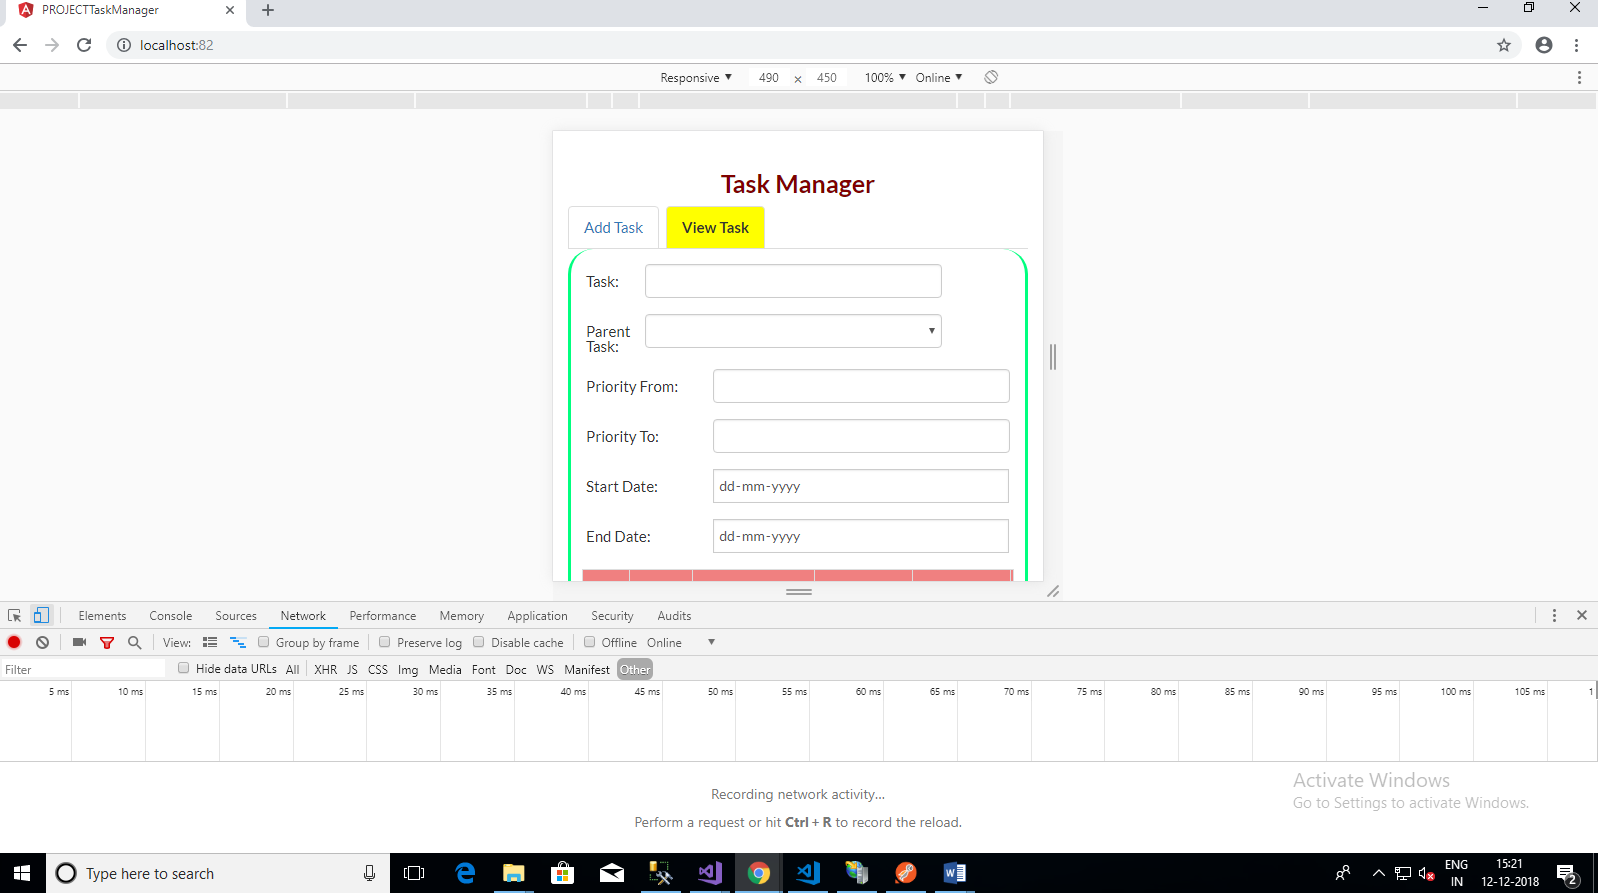 PROJECTTaskManager
localhost:82
Responsive 490 × 450 100% Online
Task Manager
Add Task View Task
Task:
Parent
Task:
Priority From:
Priority To:
Start Date: dd-mm-yyyy
End Date: dd-mm-yyyy
Elements Console Sources Network Performance Memory Application Security Audits
View: Group by frame Preserve log Disable cache Offline Online
Filter Hide data URLs All XHR JS CSS Img Media Font Doc WS Manifest Other
5 ms 10 ms 15 ms 20 ms 25 ms 30 ms 35 ms 40 ms 45 ms 50 ms 55 ms 60 ms 65 ms 70 ms 75 ms 80 ms 85 ms 90 ms 95 ms 100 ms 105 ms 1
Recording network activity...
Perform a request or hit Ctrl + R to record the reload.
Activate Windows
Go to Settings to activate Windows.
Type here to search
ENG
IN
15:21
12-12-2018
2